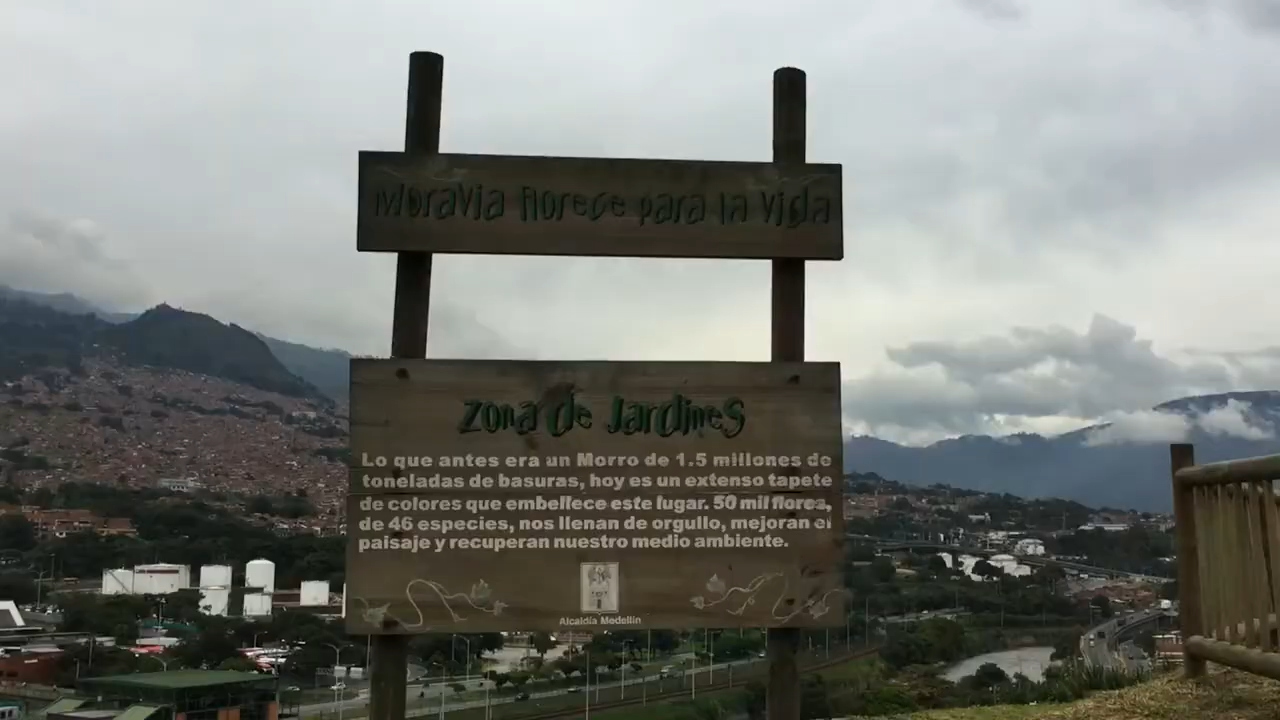 Moravia florece para la vida
Zona de Jardines
Lo que antes era un Morro de 1.5 millones de
toneladas de basuras, hoy es un extenso tapete
de colores que embellece este lugar. 50 mil flores,
de 46 especies, nos llenan de orgullo, mejoran el
paisaje y recuperan nuestro medio ambiente.
Alcaldía Medellín